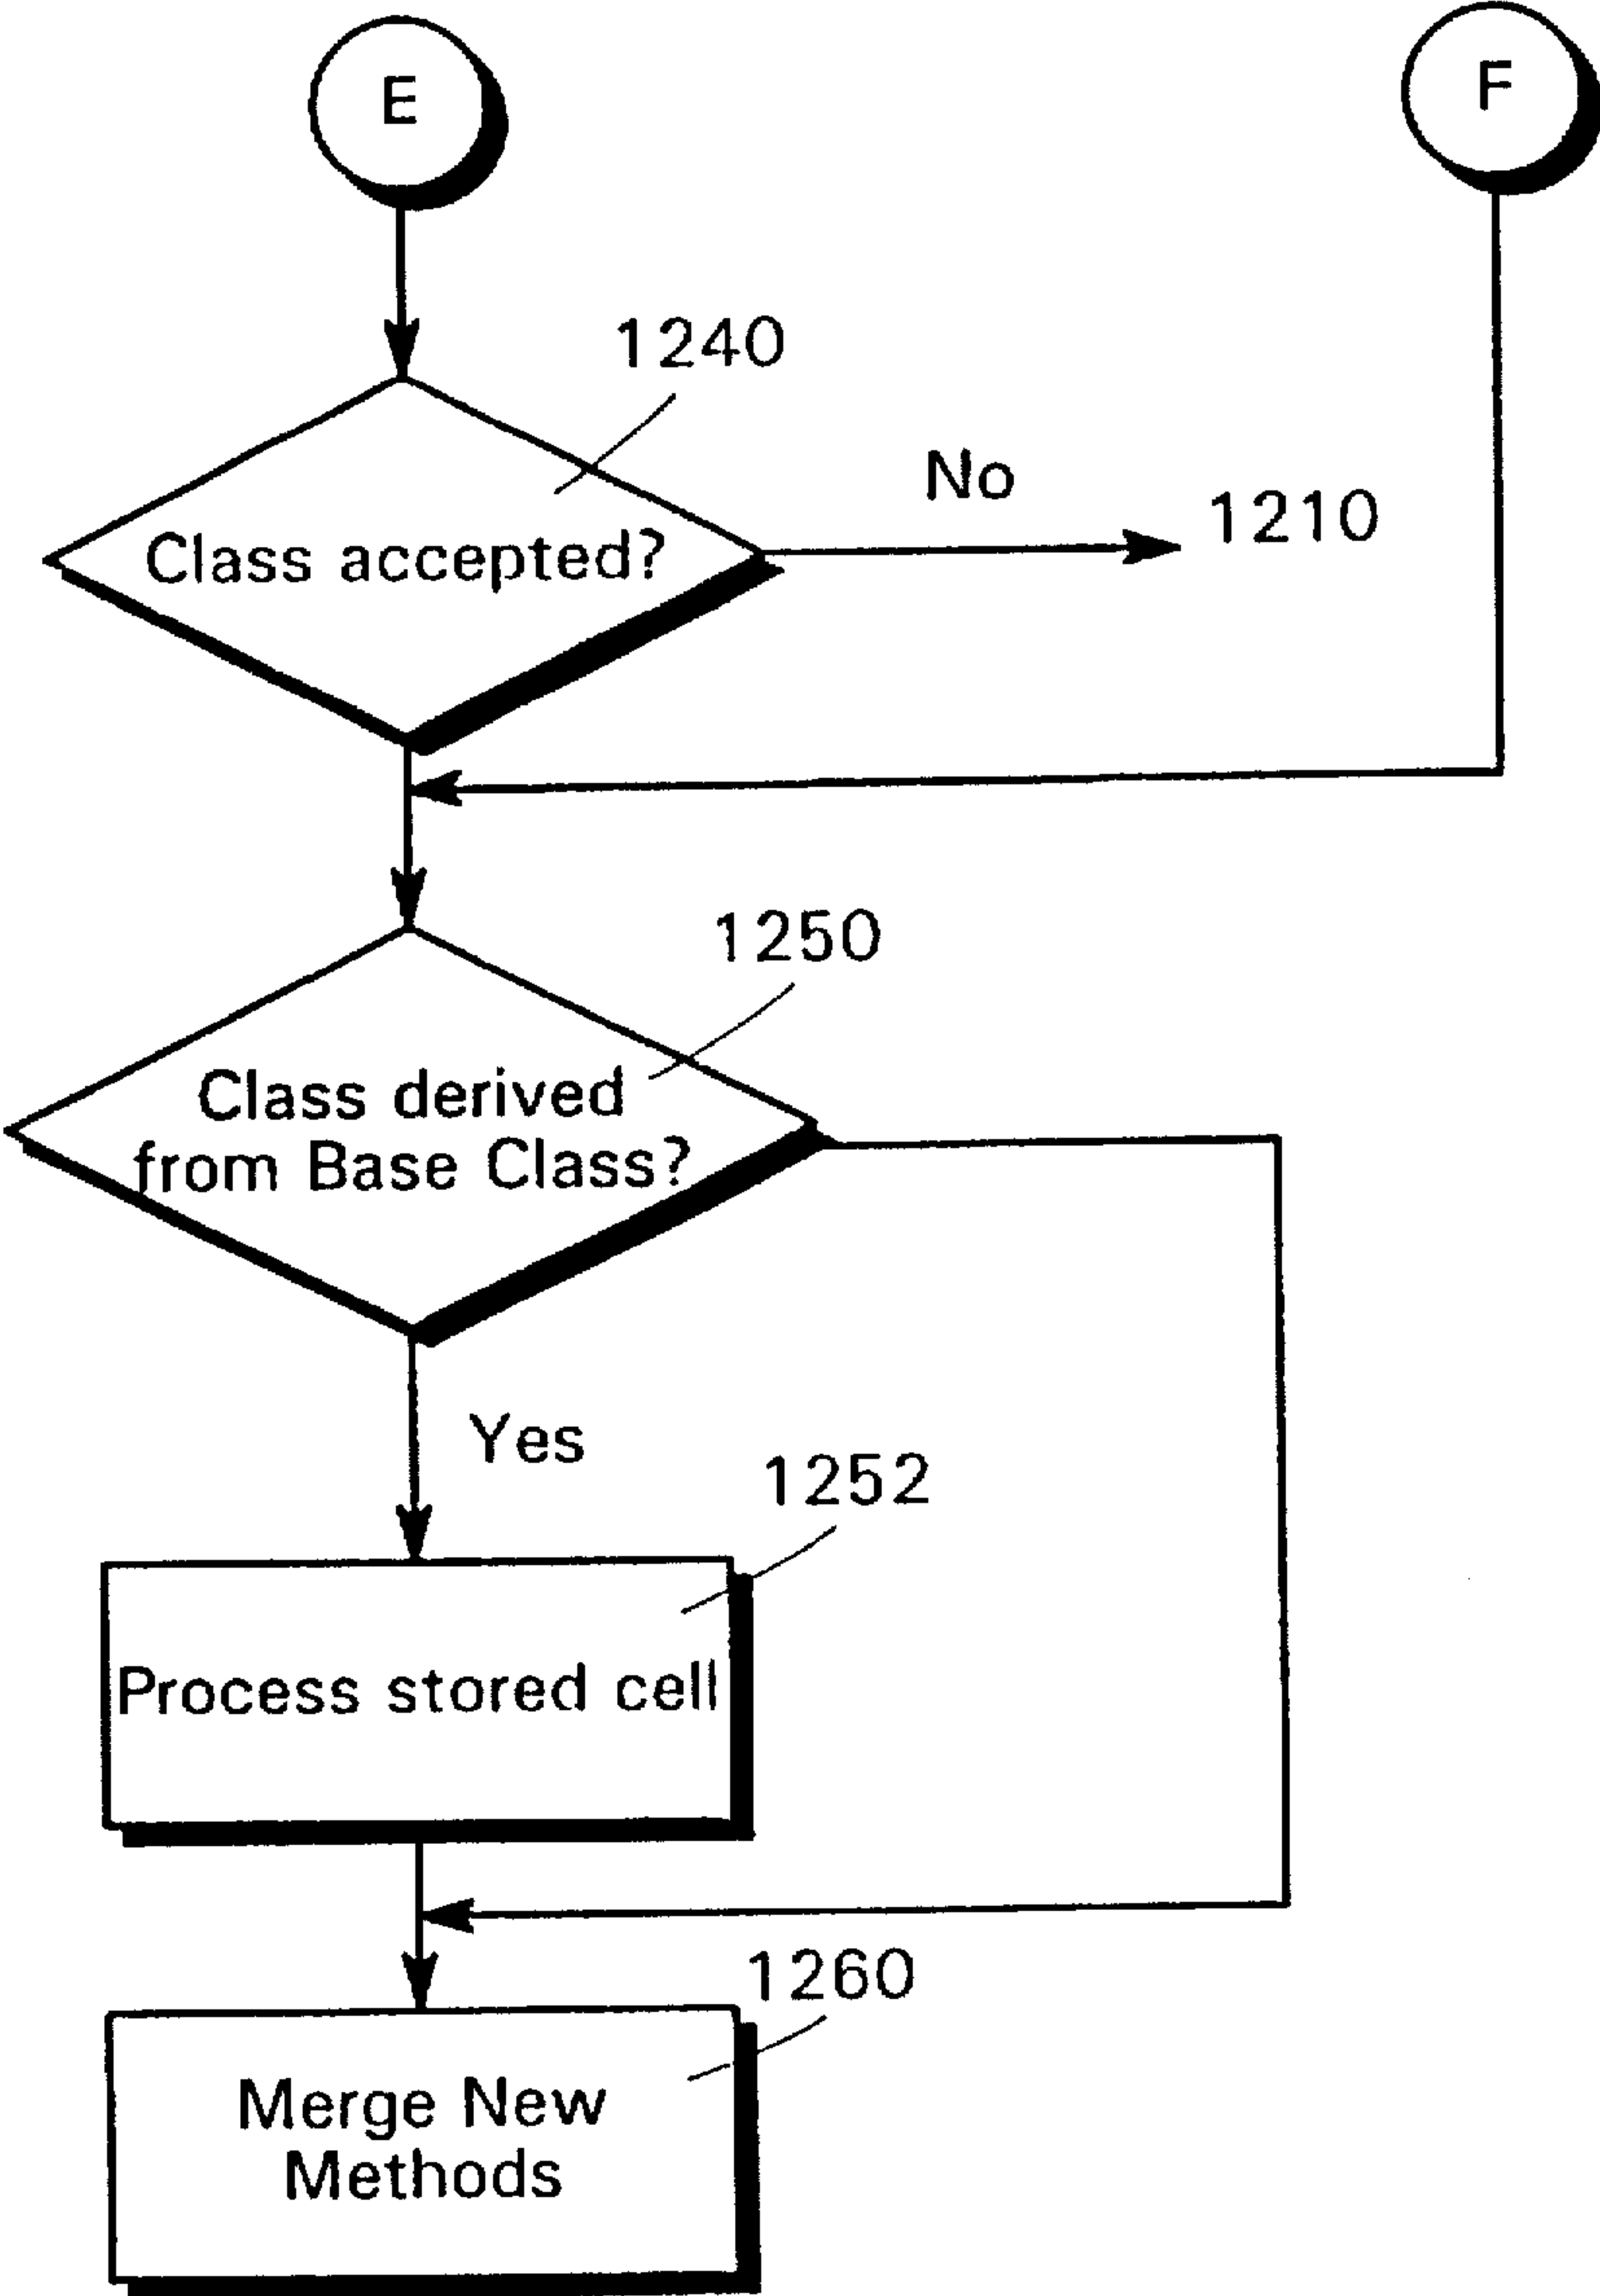 E
F
1240
Class accepted?
No
1210
1250
Class derived
from Base Class?
Yes
1252
Process stored cell
1260
Merge New
Methods